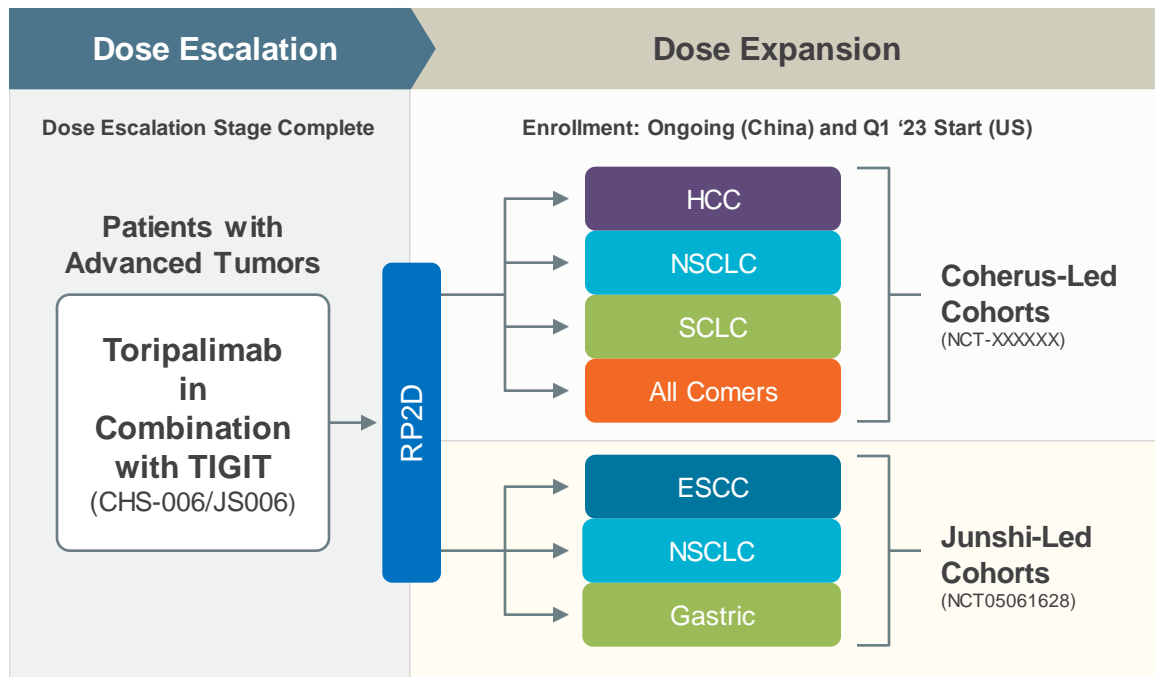 Dose Escalation
Dose Expansion
Dose Escalation Stage Complete
Enrollment: Ongoing (China) and Q1 ‘23 Start (US)
Patients with
Advanced Tumors
Toripalimab
in
Combination
with TIGIT
(CHS-006/JS006)
RP2D
HCC
NSCLC
SCLC
All Comers
Coherus-Led
Cohorts
(NCT-XXXXXX)
ESCC
NSCLC
Gastric
Junshi-Led
Cohorts
(NCT05061628)